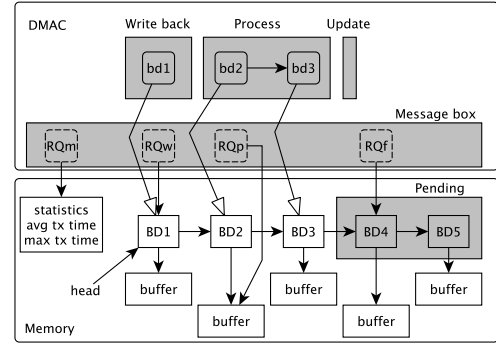 DMAC
Write back
Process
Update
bd1
bd2
bd3
Message box
RQm
RQw
RQp
RQf
Pending
statistics
avg tx time
max tx time
BD1
BD2
BD3
BD4
BD5
head
buffer
buffer
buffer
buffer
buffer
Memory